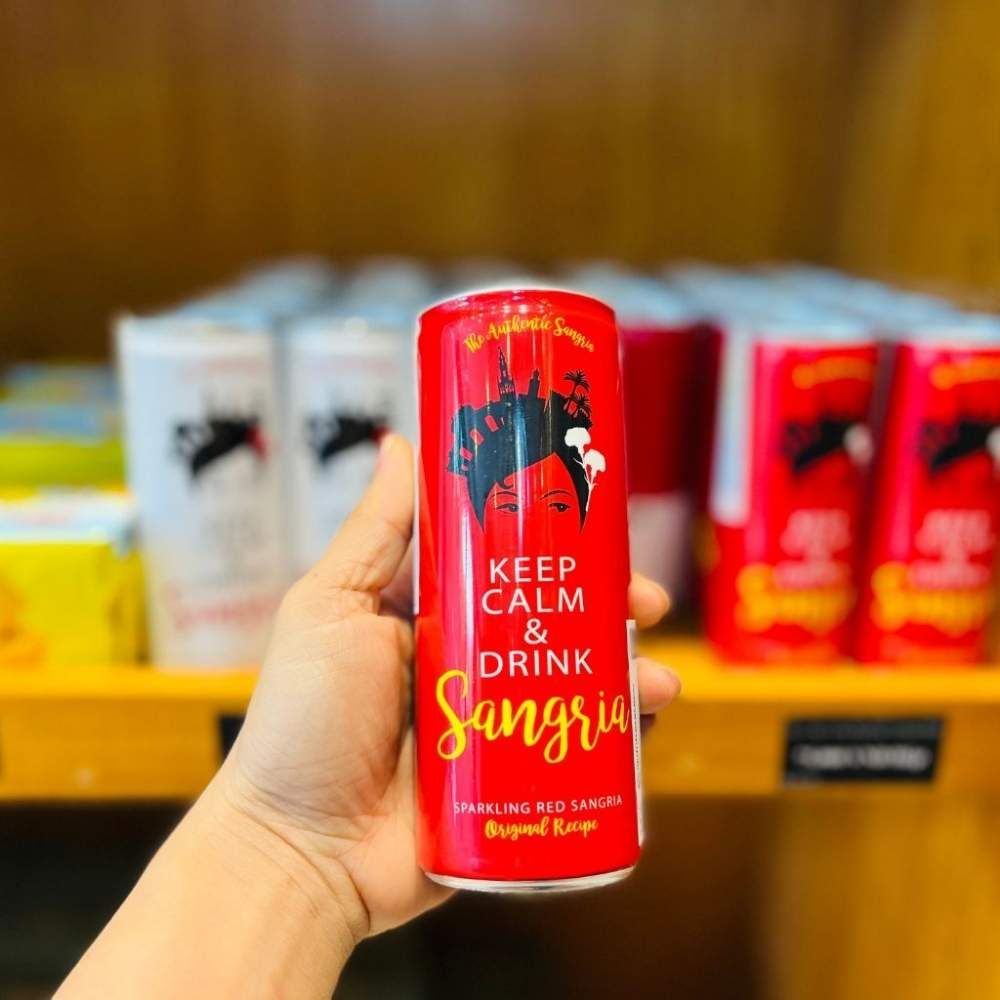 The Authentic Sangria
KEEP
CALM
&
DRINK
Sangria
SPARKLING RED SANGRIA
Original Recipe